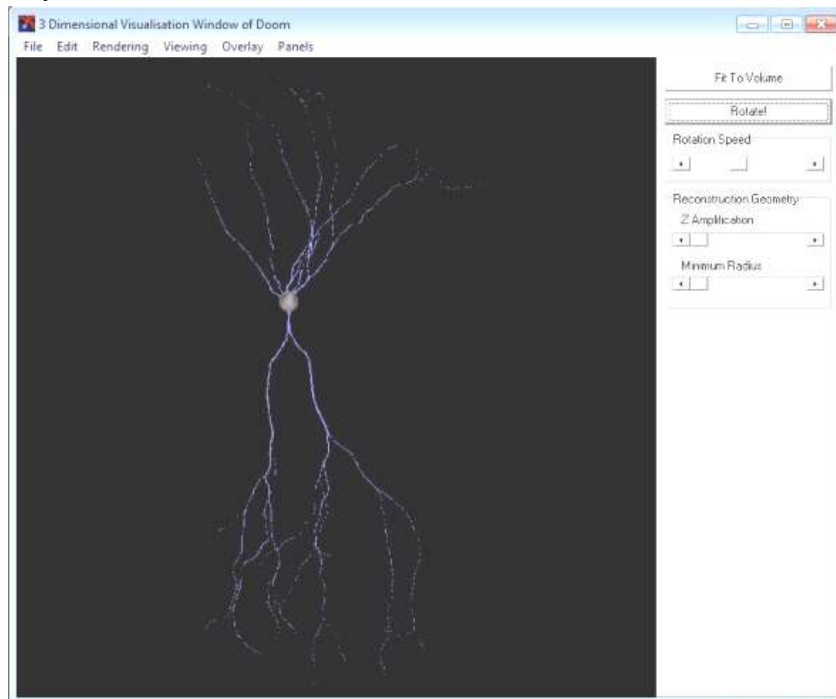 3 Dimensional Visualisation Window of Doom
File Edit Rendering Viewing Overlay Panels
Fit To Volume
Rotate!
Rotation Speed
Reconstruction Geometry
Z Amplification
Minimum Radius